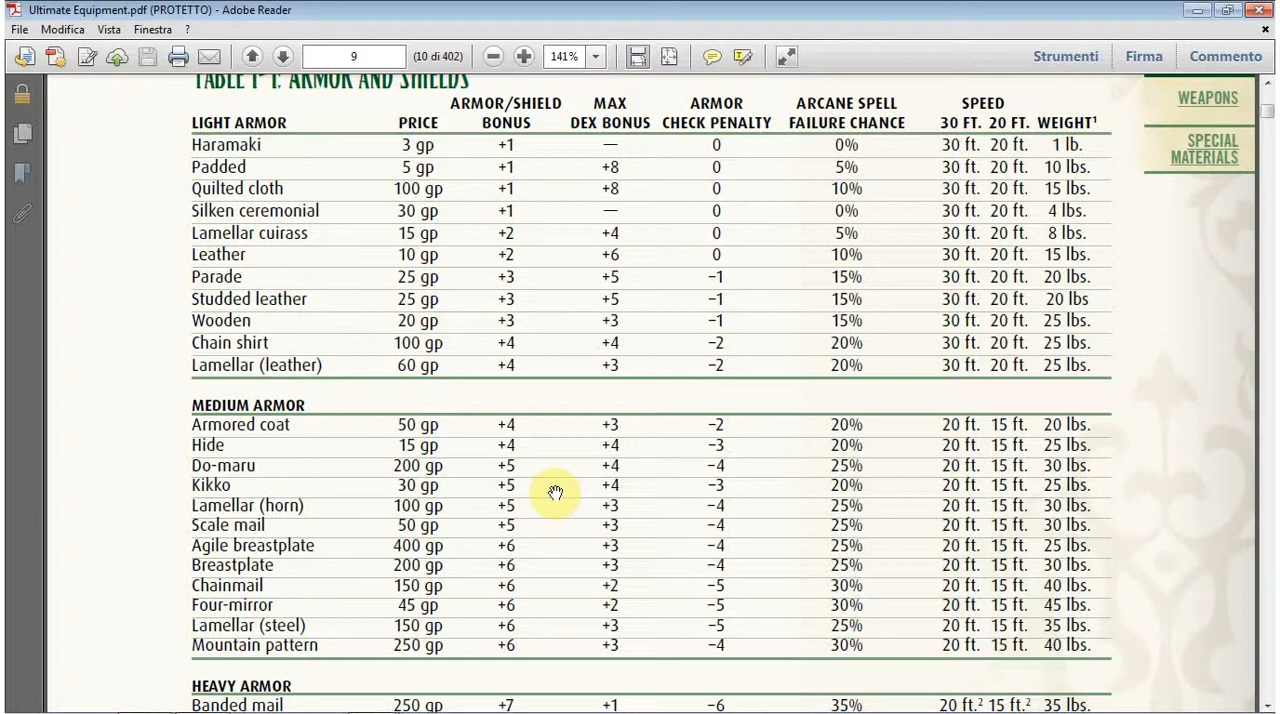 Ultimate Equipment.pdf (PROTETTO) - Adobe Reader
File Modifica Vista Finestra ?
9 (10 di 402) 141% Strumenti Firma Commento
TABLE 1–1: ARMOR AND SHIELDS
WEAPONS
SPECIAL
MATERIALS
ARMOR/SHIELD MAX ARMOR ARCANE SPELL SPEED
LIGHT ARMOR PRICE BONUS DEX BONUS CHECK PENALTY FAILURE CHANCE 30 FT. 20 FT. WEIGHT¹
Haramaki 3 gp +1 — 0 0% 30 ft. 20 ft. 1 lb.
Padded 5 gp +1 +8 0 5% 30 ft. 20 ft. 10 lbs.
Quilted cloth 100 gp +1 +8 0 10% 30 ft. 20 ft. 15 lbs.
Silken ceremonial 30 gp +1 — 0 0% 30 ft. 20 ft. 4 lbs.
Lamellar cuirass 15 gp +2 +4 0 5% 30 ft. 20 ft. 8 lbs.
Leather 10 gp +2 +6 0 10% 30 ft. 20 ft. 15 lbs.
Parade 25 gp +3 +5 −1 15% 30 ft. 20 ft. 20 lbs.
Studded leather 25 gp +3 +5 −1 15% 30 ft. 20 ft. 20 lbs
Wooden 20 gp +3 +3 −1 15% 30 ft. 20 ft. 25 lbs.
Chain shirt 100 gp +4 +4 −2 20% 30 ft. 20 ft. 25 lbs.
Lamellar (leather) 60 gp +4 +3 −2 20% 30 ft. 20 ft. 25 lbs.
MEDIUM ARMOR
Armored coat 50 gp +4 +3 −2 20% 20 ft. 15 ft. 20 lbs.
Hide 15 gp +4 +4 −3 20% 20 ft. 15 ft. 25 lbs.
Do-maru 200 gp +5 +4 −4 25% 20 ft. 15 ft. 30 lbs.
Kikko 30 gp +5 +4 −3 20% 20 ft. 15 ft. 25 lbs.
Lamellar (horn) 100 gp +5 +3 −4 25% 20 ft. 15 ft. 30 lbs.
Scale mail 50 gp +5 +3 −4 25% 20 ft. 15 ft. 30 lbs.
Agile breastplate 400 gp +6 +3 −4 25% 20 ft. 15 ft. 25 lbs.
Breastplate 200 gp +6 +3 −4 25% 20 ft. 15 ft. 30 lbs.
Chainmail 150 gp +6 +2 −5 30% 20 ft. 15 ft. 40 lbs.
Four-mirror 45 gp +6 +2 −5 30% 20 ft. 15 ft. 45 lbs.
Lamellar (steel) 150 gp +6 +3 −5 25% 20 ft. 15 ft. 35 lbs.
Mountain pattern 250 gp +6 +3 −4 30% 20 ft. 15 ft. 40 lbs.
HEAVY ARMOR
Banded mail 250 gp +7 +1 −6 35% 20 ft.² 15 ft.² 35 lbs.